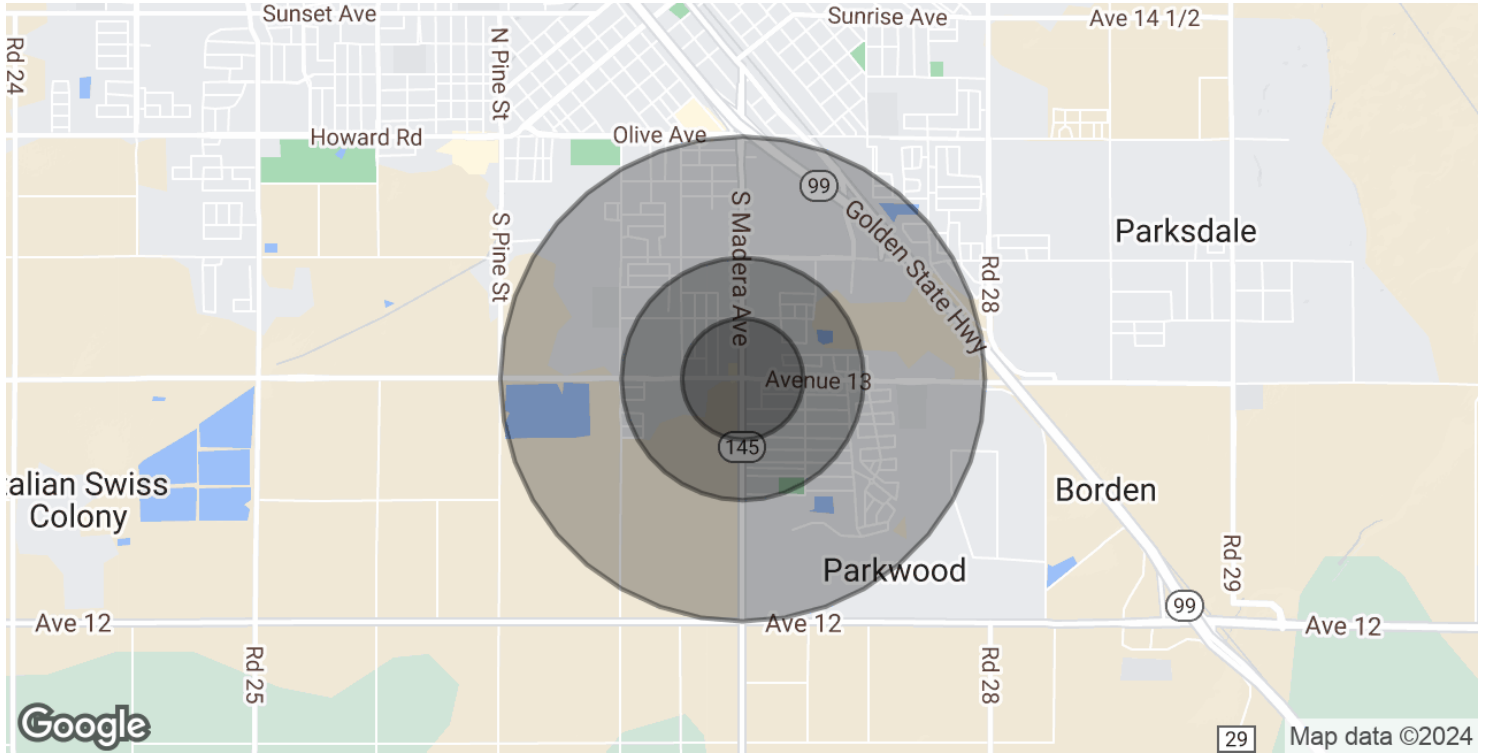 Sunset Ave
Sunrise Ave
Ave 14 1/2
Rd 24
N Pine St
Howard Rd
Olive Ave
99
S Madera Ave
Golden State Hwy
S Pine St
Parksdale
Rd 28
Avenue 13
145
alian Swiss
Colony
Borden
Parkwood
Rd 29
99
Ave 12
Ave 12
Ave 12
Rd 25
Rd 28
Google
29
Map data ©2024